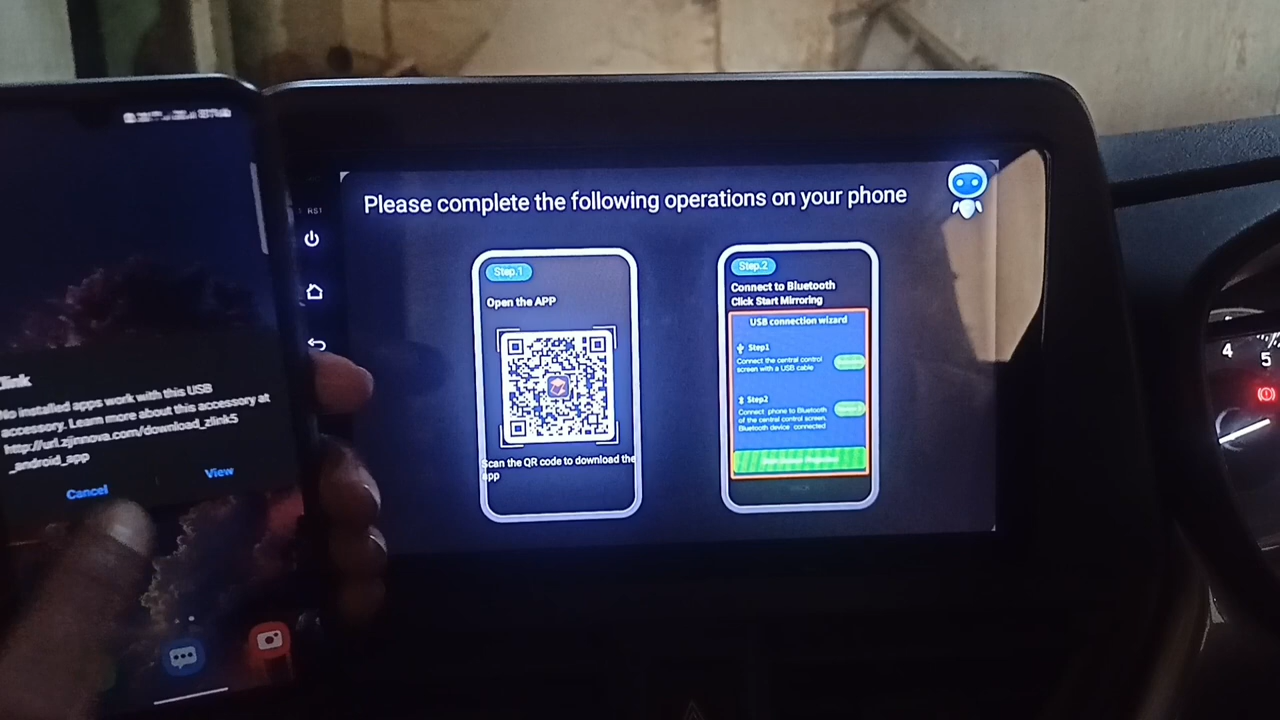 RST
Please complete the following operations on your phone
Step.1
Open the APP
Scan the QR code to download the
app
Step.2
Connect to Bluetooth
Click Start Mirroring
USB connection wizard
Step1
Connect the central control
screen with a USB cable
Step2
Connect phone to Bluetooth
of the central control screen,
Bluetooth device connected
Zlink
No installed apps work with this USB
accessory. Learn more about this accessory at
http://url.zjinnova.com/download_zlink5
_android_app
Cancel
View
4
5